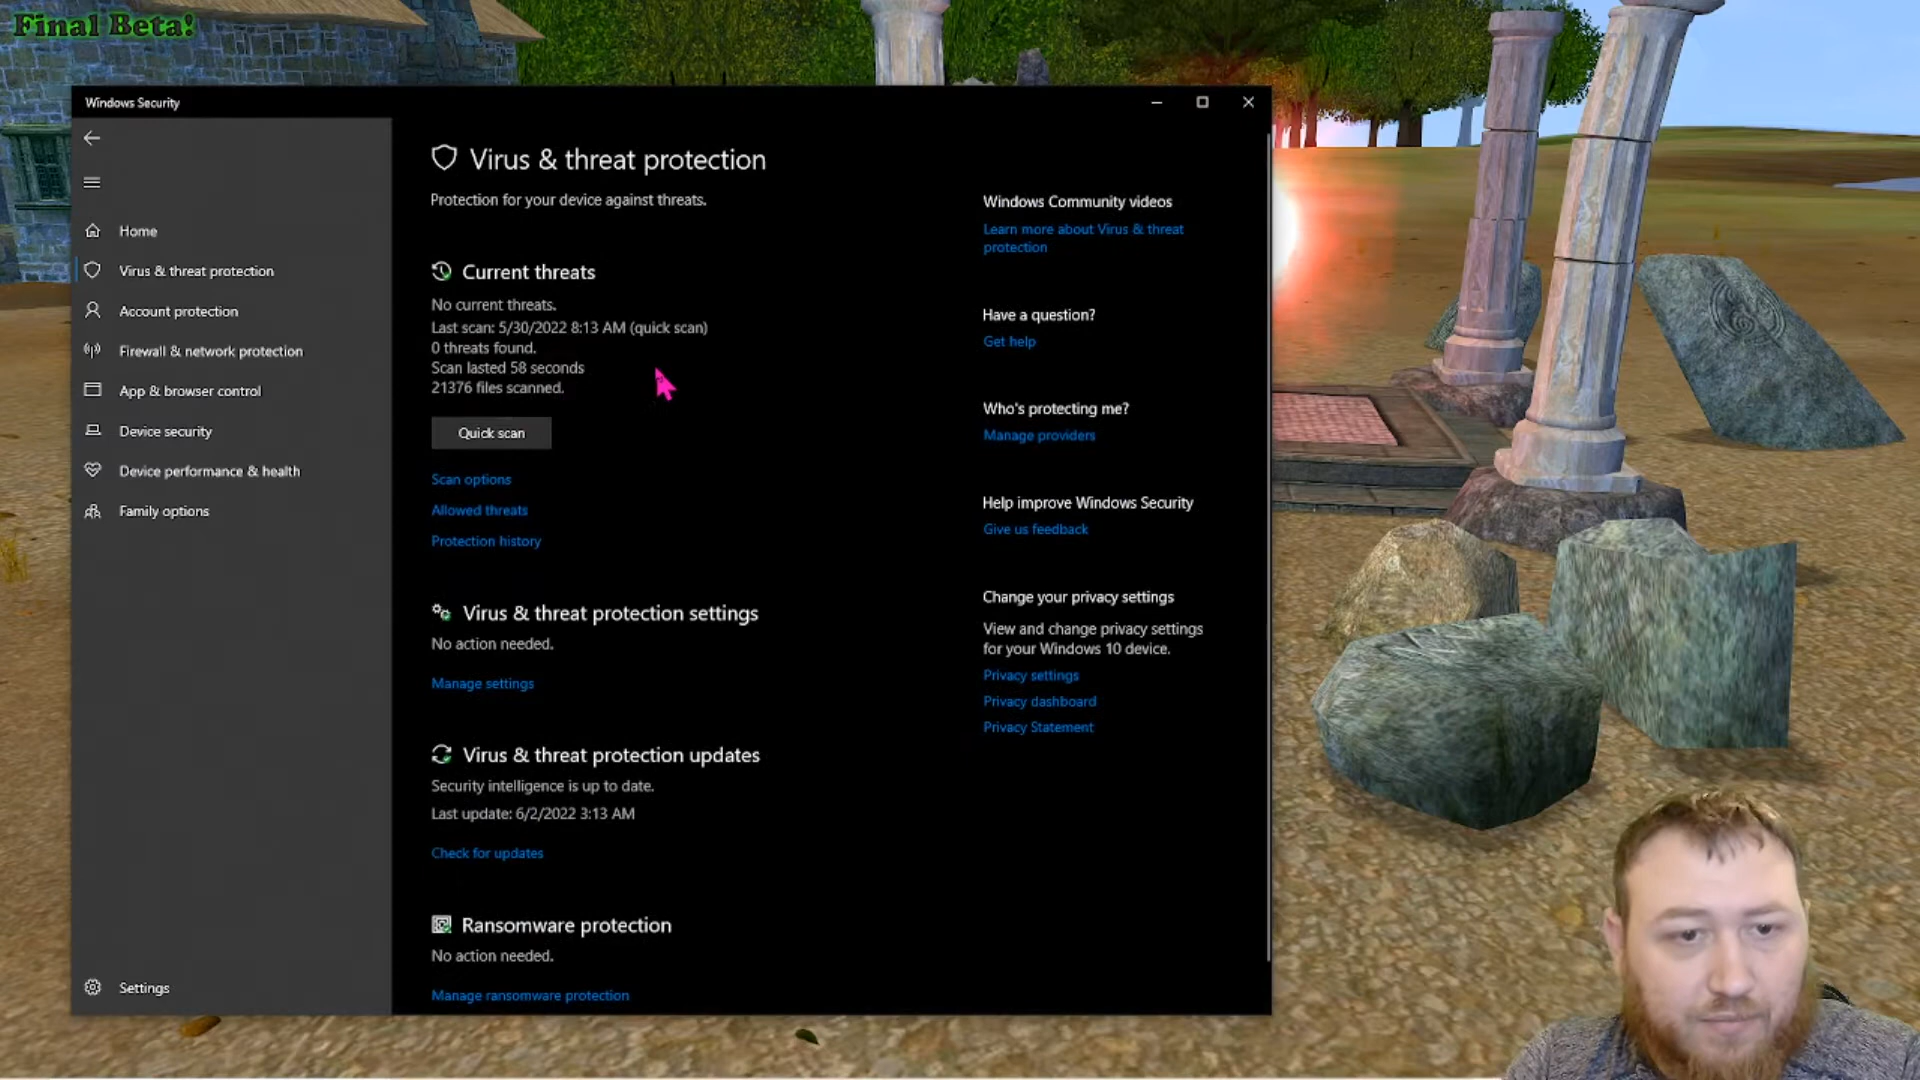 Final Beta!
Windows Security
Home
Virus & threat protection
Account protection
Firewall & network protection
App & browser control
Device security
Device performance & health
Family options
Settings
Virus & threat protection
Protection for your device against threats.
Current threats
No current threats.
Last scan: 5/30/2022 8:13 AM (quick scan)
0 threats found.
Scan lasted 58 seconds
21376 files scanned.
Quick scan
Scan options
Allowed threats
Protection history
Virus & threat protection settings
No action needed.
Manage settings
Virus & threat protection updates
Security intelligence is up to date.
Last update: 6/2/2022 3:13 AM
Check for updates
Ransomware protection
No action needed.
Manage ransomware protection
Windows Community videos
Learn more about Virus & threat
protection
Have a question?
Get help
Who's protecting me?
Manage providers
Help improve Windows Security
Give us feedback
Change your privacy settings
View and change privacy settings
for your Windows 10 device.
Privacy settings
Privacy dashboard
Privacy Statement